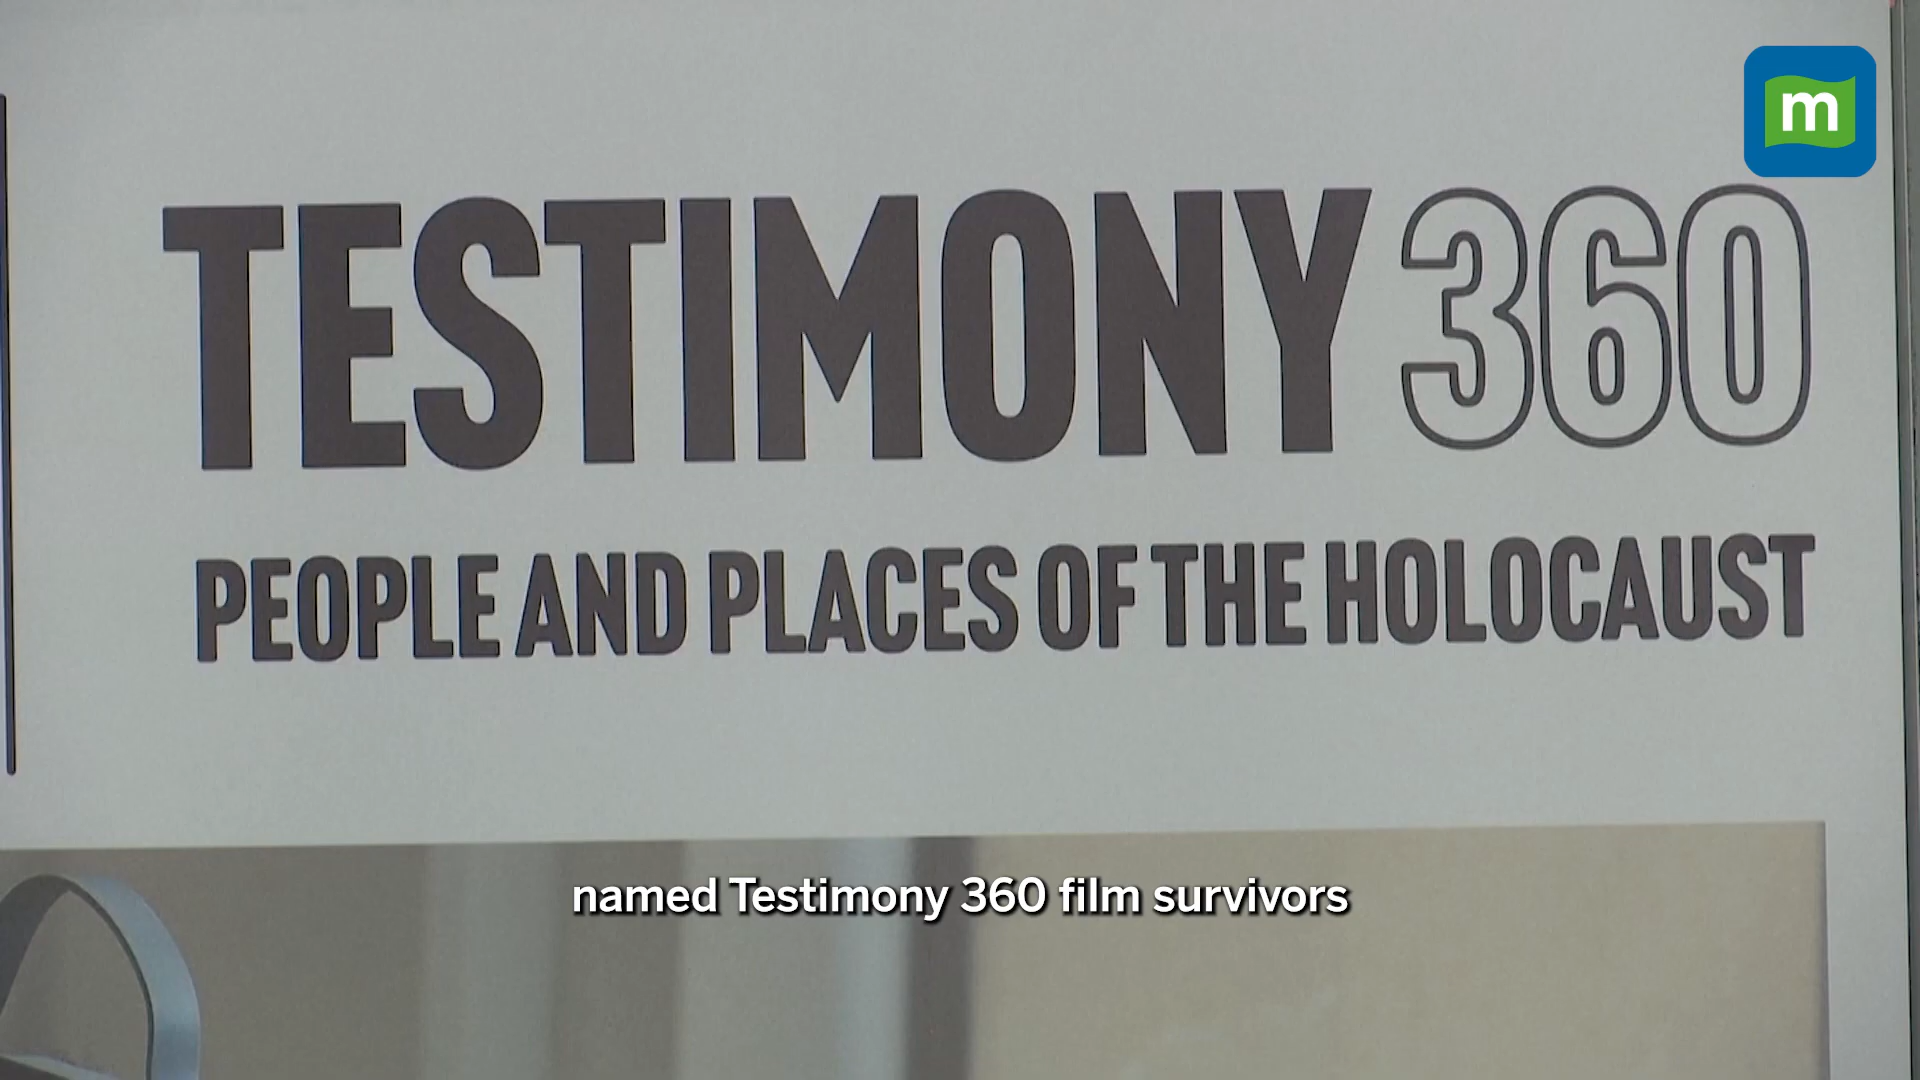 m
TESTIMONY 360
PEOPLE AND PLACES OF THE HOLOCAUST
named Testimony 360 film survivors